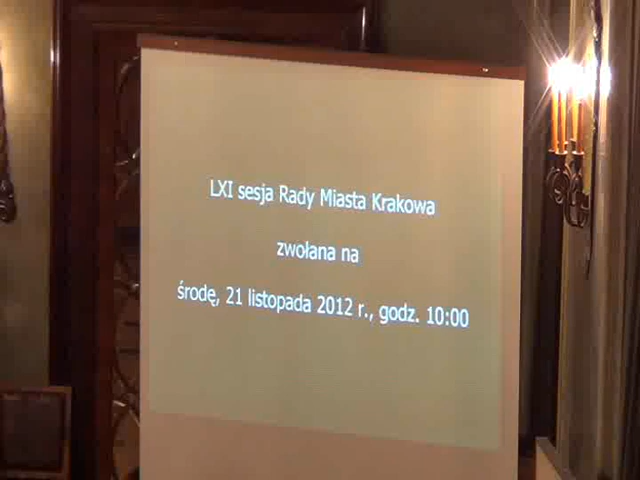 LXI sesja Rady Miasta Krakowa
zwołana na
środę, 21 listopada 2012 r., godz. 10:00